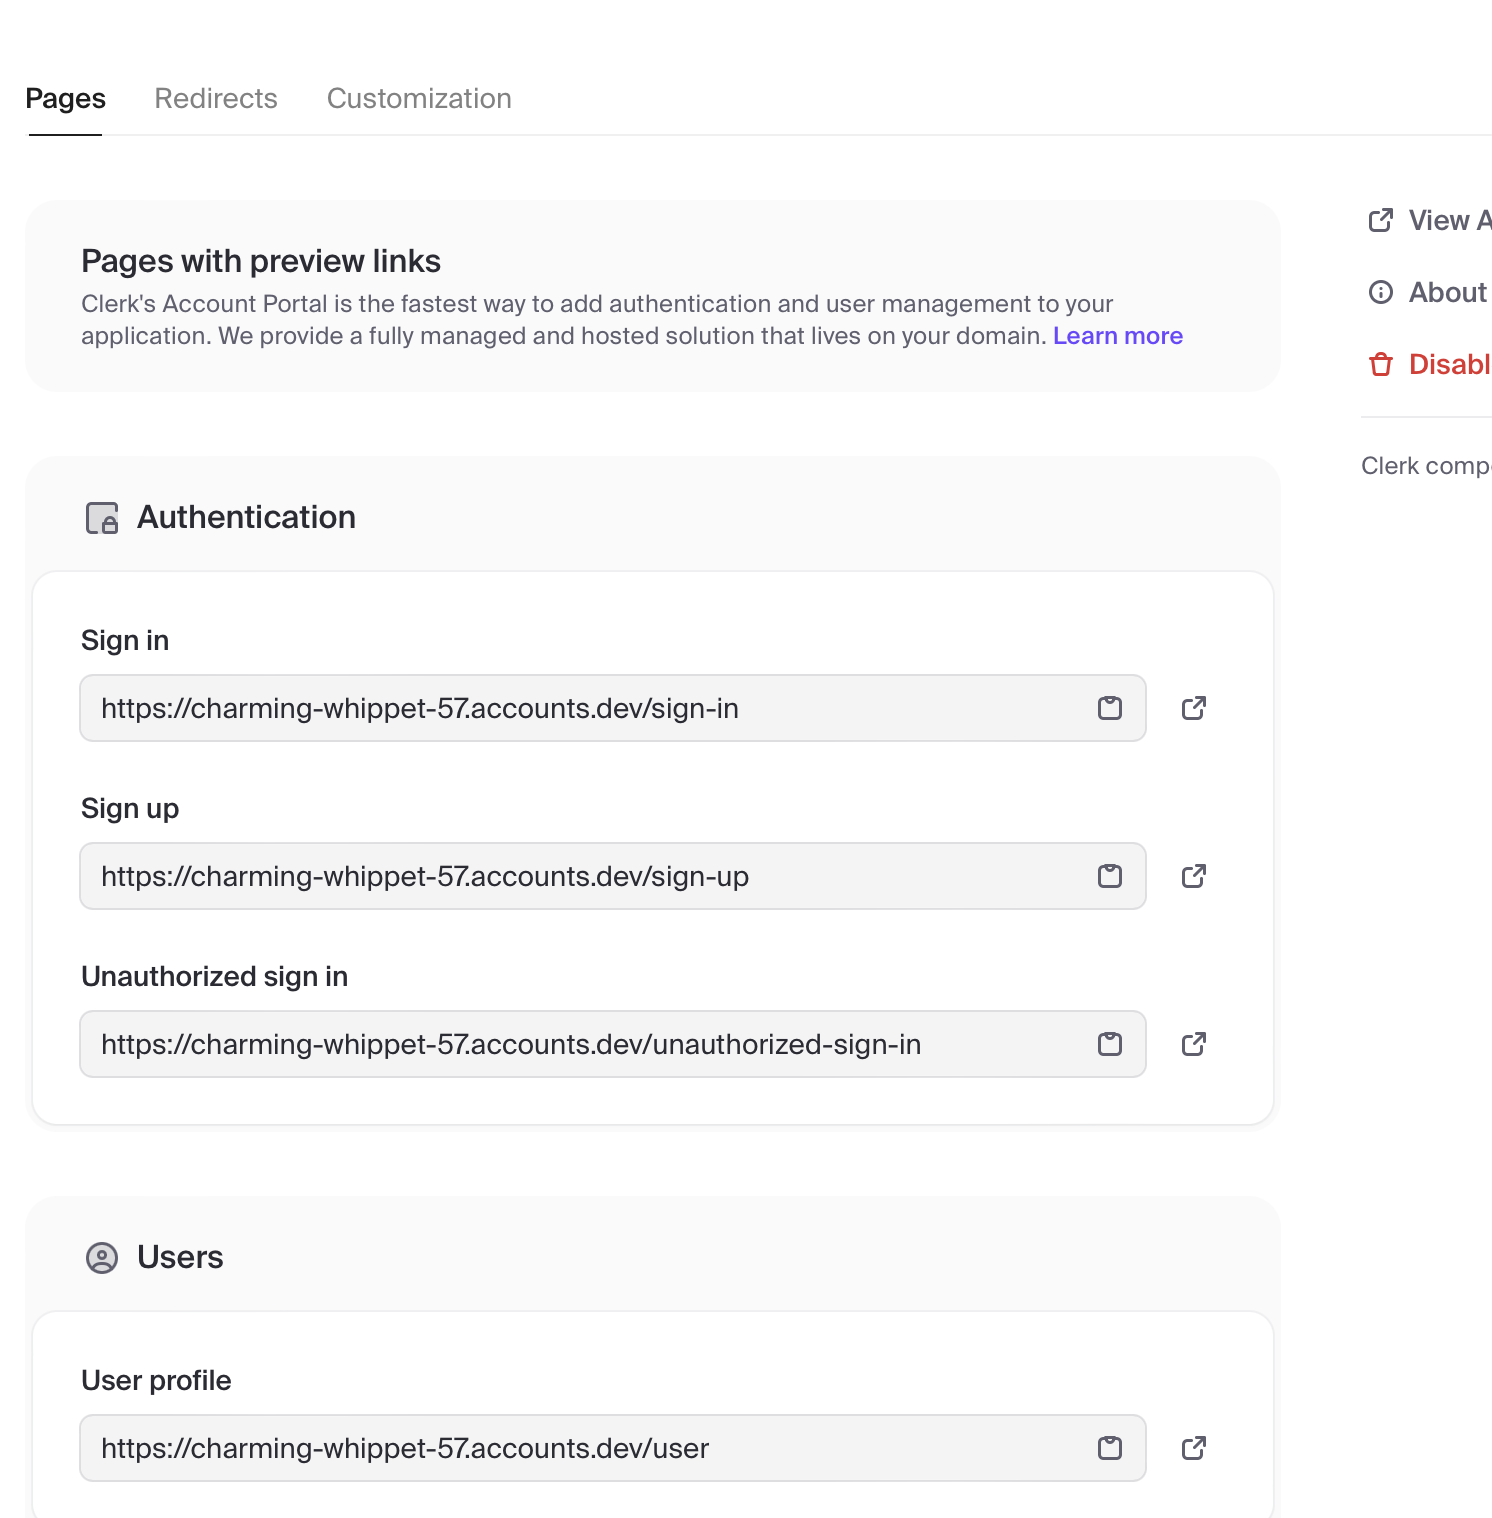 Pages
Redirects
Customization
Pages with preview links
Clerk's Account Portal is the fastest way to add authentication and user management to your
application. We provide a fully managed and hosted solution that lives on your domain. Learn more
Authentication
Sign in
https://charming-whippet-57.accounts.dev/sign-in
Sign up
https://charming-whippet-57.accounts.dev/sign-up
Unauthorized sign in
https://charming-whippet-57.accounts.dev/unauthorized-sign-in
Users
User profile
https://charming-whippet-57.accounts.dev/user
View
About
Clerk